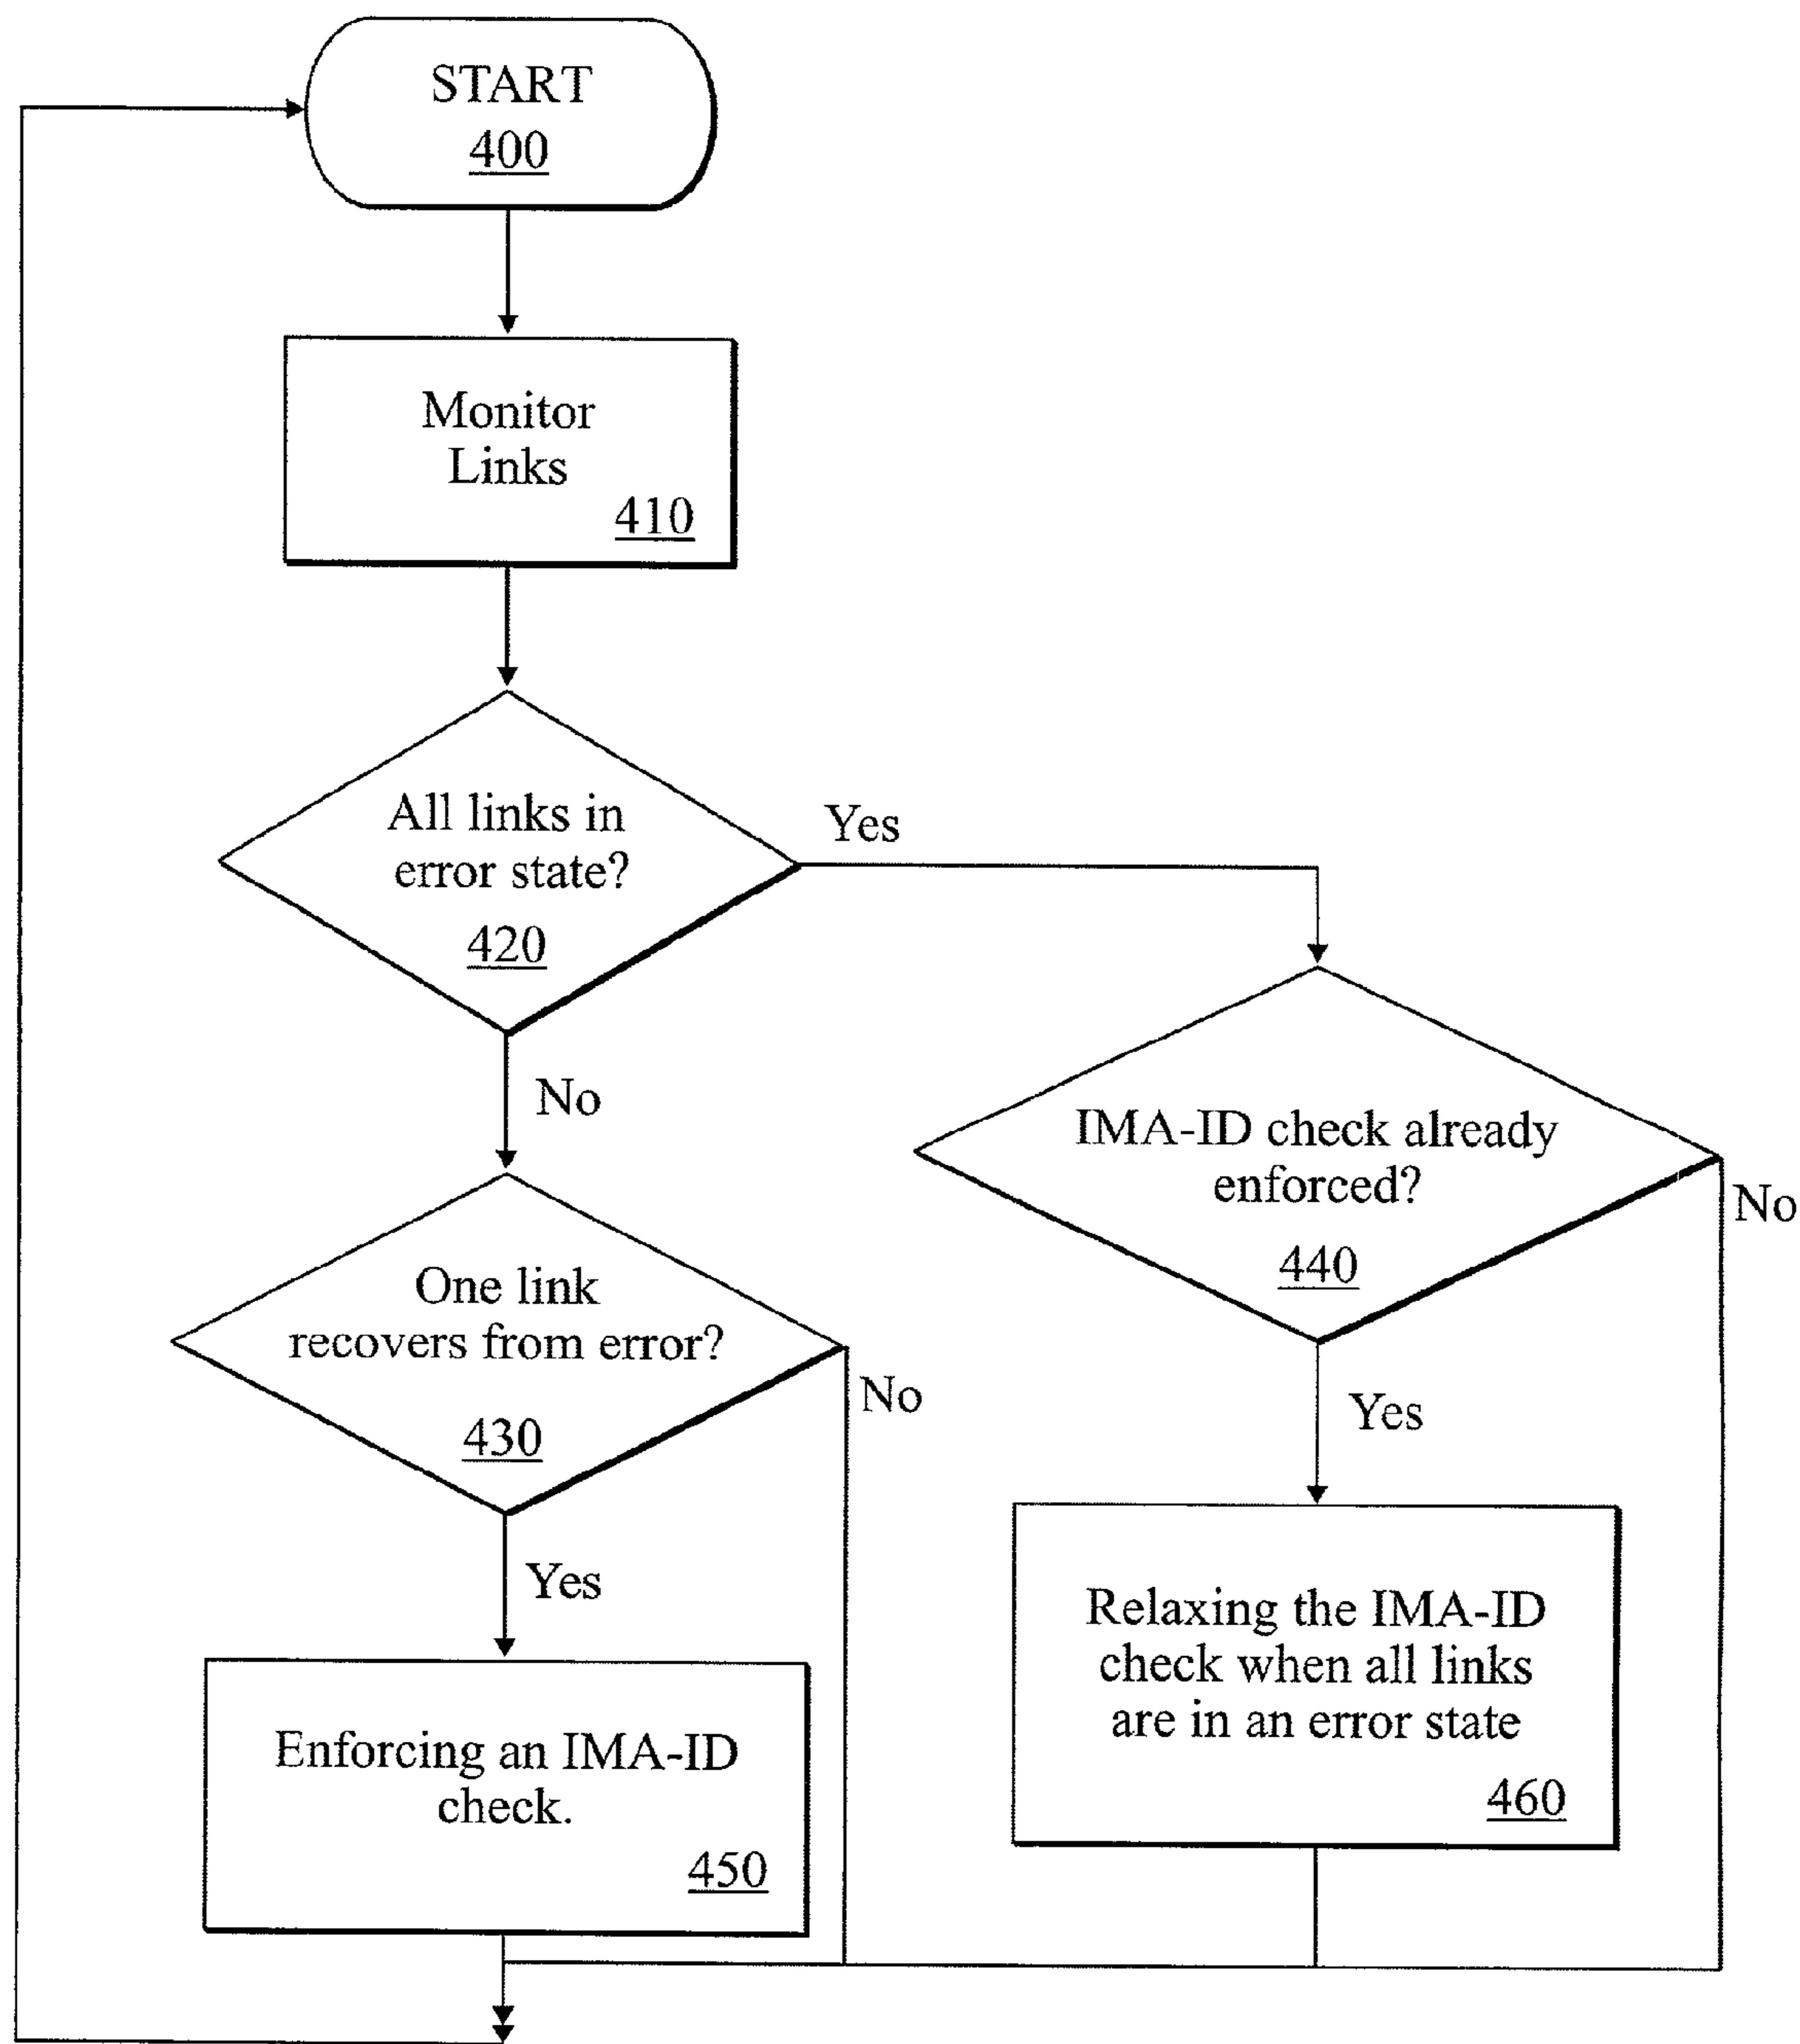 START
400
Monitor
Links
410
All links in
error state?
420
Yes
No
IMA-ID check already
enforced?
440
No
One link
recovers from error?
430
No
Yes
Yes
Relaxing the IMA-ID
check when all links
are in an error state
460
Enforcing an IMA-ID
check.
450